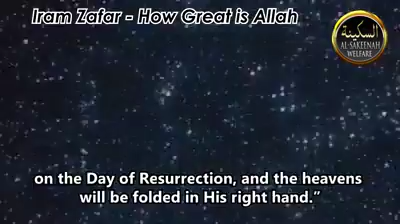 Iram Zafar - How Great is Allah
السكينة
AL-SAKEENAH
WELFARE
on the Day of Resurrection, and the heavens
will be folded in His right hand.”